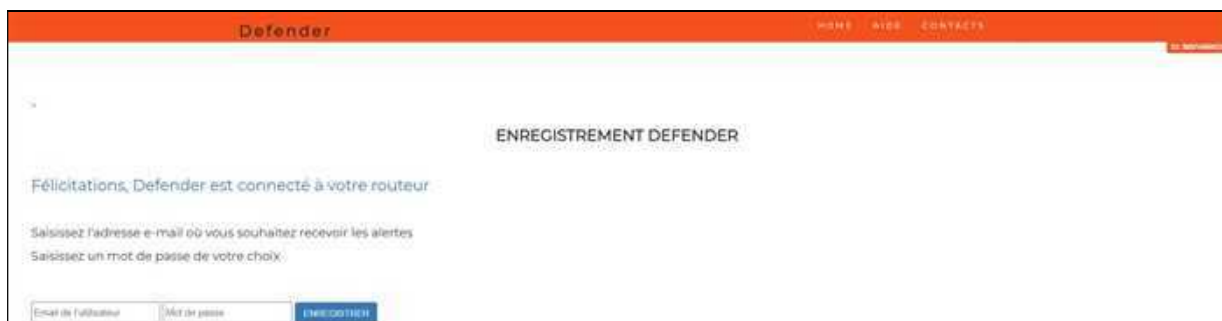 Defender
HOME AIDE CONTACTS
ENREGISTREMENT DEFENDER
Félicitations, Defender est connecté à votre routeur
Saisissez l'adresse e-mail où vous souhaitez recevoir les alertes
Saisissez un mot de passe de votre choix
Email de l'utilisateur Mot de passe ENREGISTRER